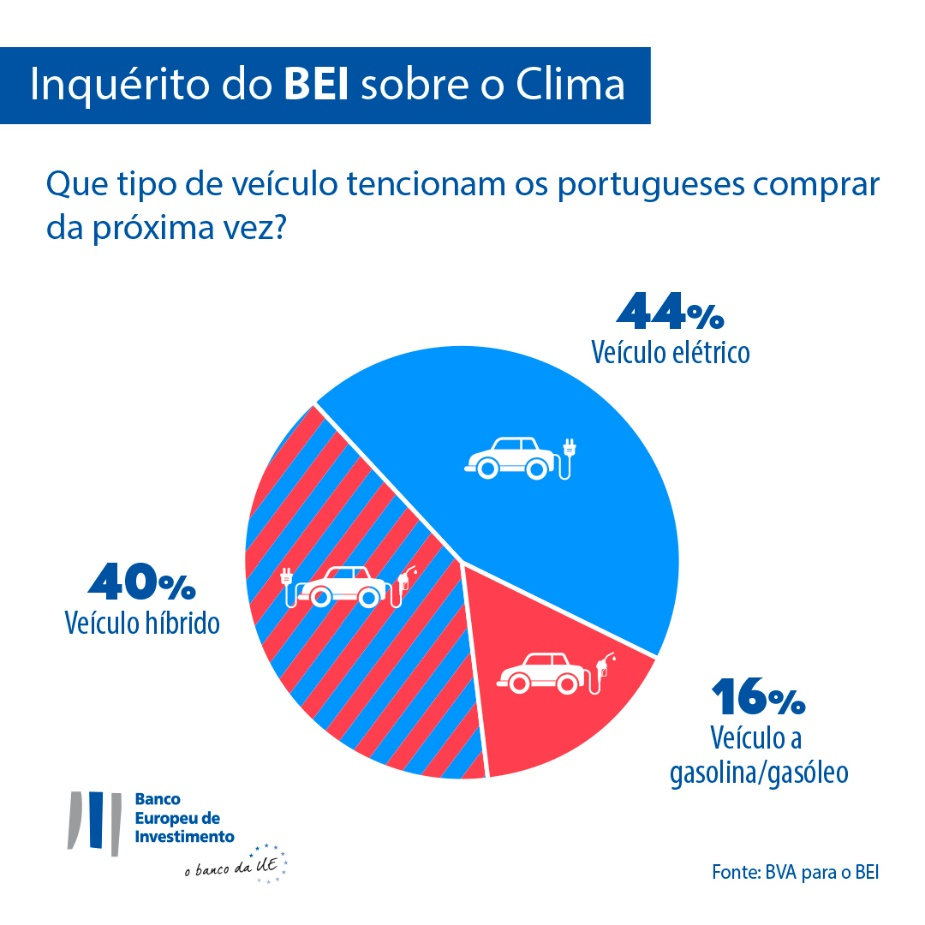 Inquérito do BEI sobre o Clima
Que tipo de veículo tencionam os portugueses comprar
da próxima vez?
44%
Veículo elétrico
40%
Veículo híbrido
16%
Veículo a
gasolina/gasóleo
Banco
Europeu de
Investimento
o banco da UE
Fonte: BVA para o BEI